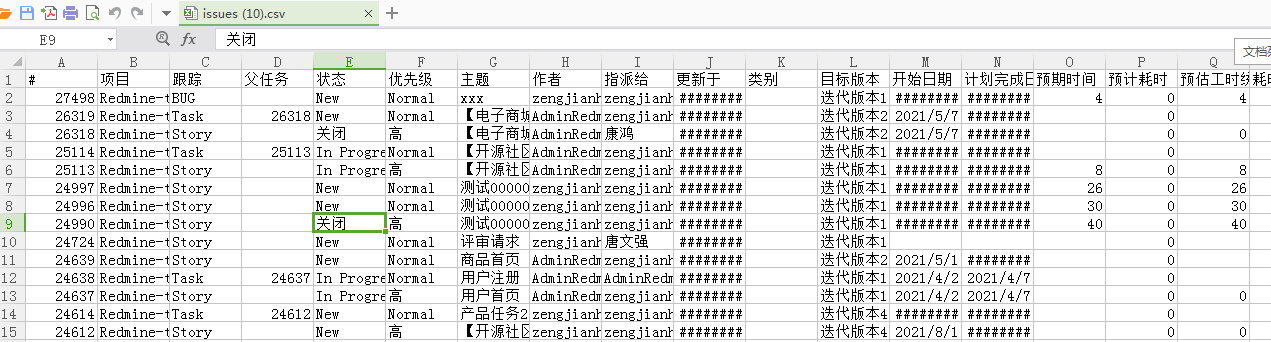 issues (10).csv
E9 fx 关闭
文档
A B C D E F G H I J K L M N O P Q
1 # 项目 跟踪 父任务 状态 优先级 主题 作者 指派给 更新于 类别 目标版本 开始日期 计划完成日 预期时间 预计耗时 预估工时 耗
2 27498 Redmine-t BUG New Normal xxx zengjianh zengjianh ######## 迭代版本1 ######## ######## 4 0 4
3 26319 Redmine-t Task 26318 New Normal 【电子商城 AdminRedm zengjianh ######## 迭代版本2 2021/5/7 ######## 0
4 26318 Redmine-t Story 关闭 高 【电子商城 AdminRedm 康鸿 ######## 迭代版本2 2021/5/7 ######## 0 0
5 25114 Redmine-t Task 25113 In Progre Normal 【开源社区 AdminRedm zengjianh ######## 迭代版本1 ######## ######## 0
6 25113 Redmine-t Story In Progre 高 【开源社区 AdminRedm zengjianh ######## 迭代版本1 ######## ######## 8 0 8
7 24997 Redmine-t Story New Normal 测试00000 zengjianh zengjianh ######## 迭代版本1 ######## ######## 26 0 26
8 24996 Redmine-t Story New Normal 测试00000 zengjianh zengjianh ######## 迭代版本1 ######## ######## 30 0 30
9 24990 Redmine-t Story 关闭 高 测试00000 zengjianh zengjianh ######## 迭代版本1 ######## ######## 40 0 40
10 24724 Redmine-t Story New Normal 评审请求 zengjianh 唐文强 ######## 迭代版本1 0
11 24639 Redmine-t Story New Normal 商品首页 AdminRedm zengjianh ######## 迭代版本2 2021/5/1 ######## 0
12 24638 Redmine-t Task 24637 In Progre Normal 用户注册 AdminRedm AdminRedm ######## 迭代版本1 2021/4/2 2021/4/7 0
13 24637 Redmine-t Story In Progre 高 用户首页 AdminRedm zengjianh ######## 迭代版本1 2021/4/2 ######## 0 0
14 24614 Redmine-t Task 24612 New Normal 产品任务2 zengjianh zengjianh ######## 迭代版本4 ######## ######## 0
15 24612 Redmine-t Story New 高 【开源社区 zengjianh zengjianh ######## 迭代版本4 2021/8/1 ######## 0 0